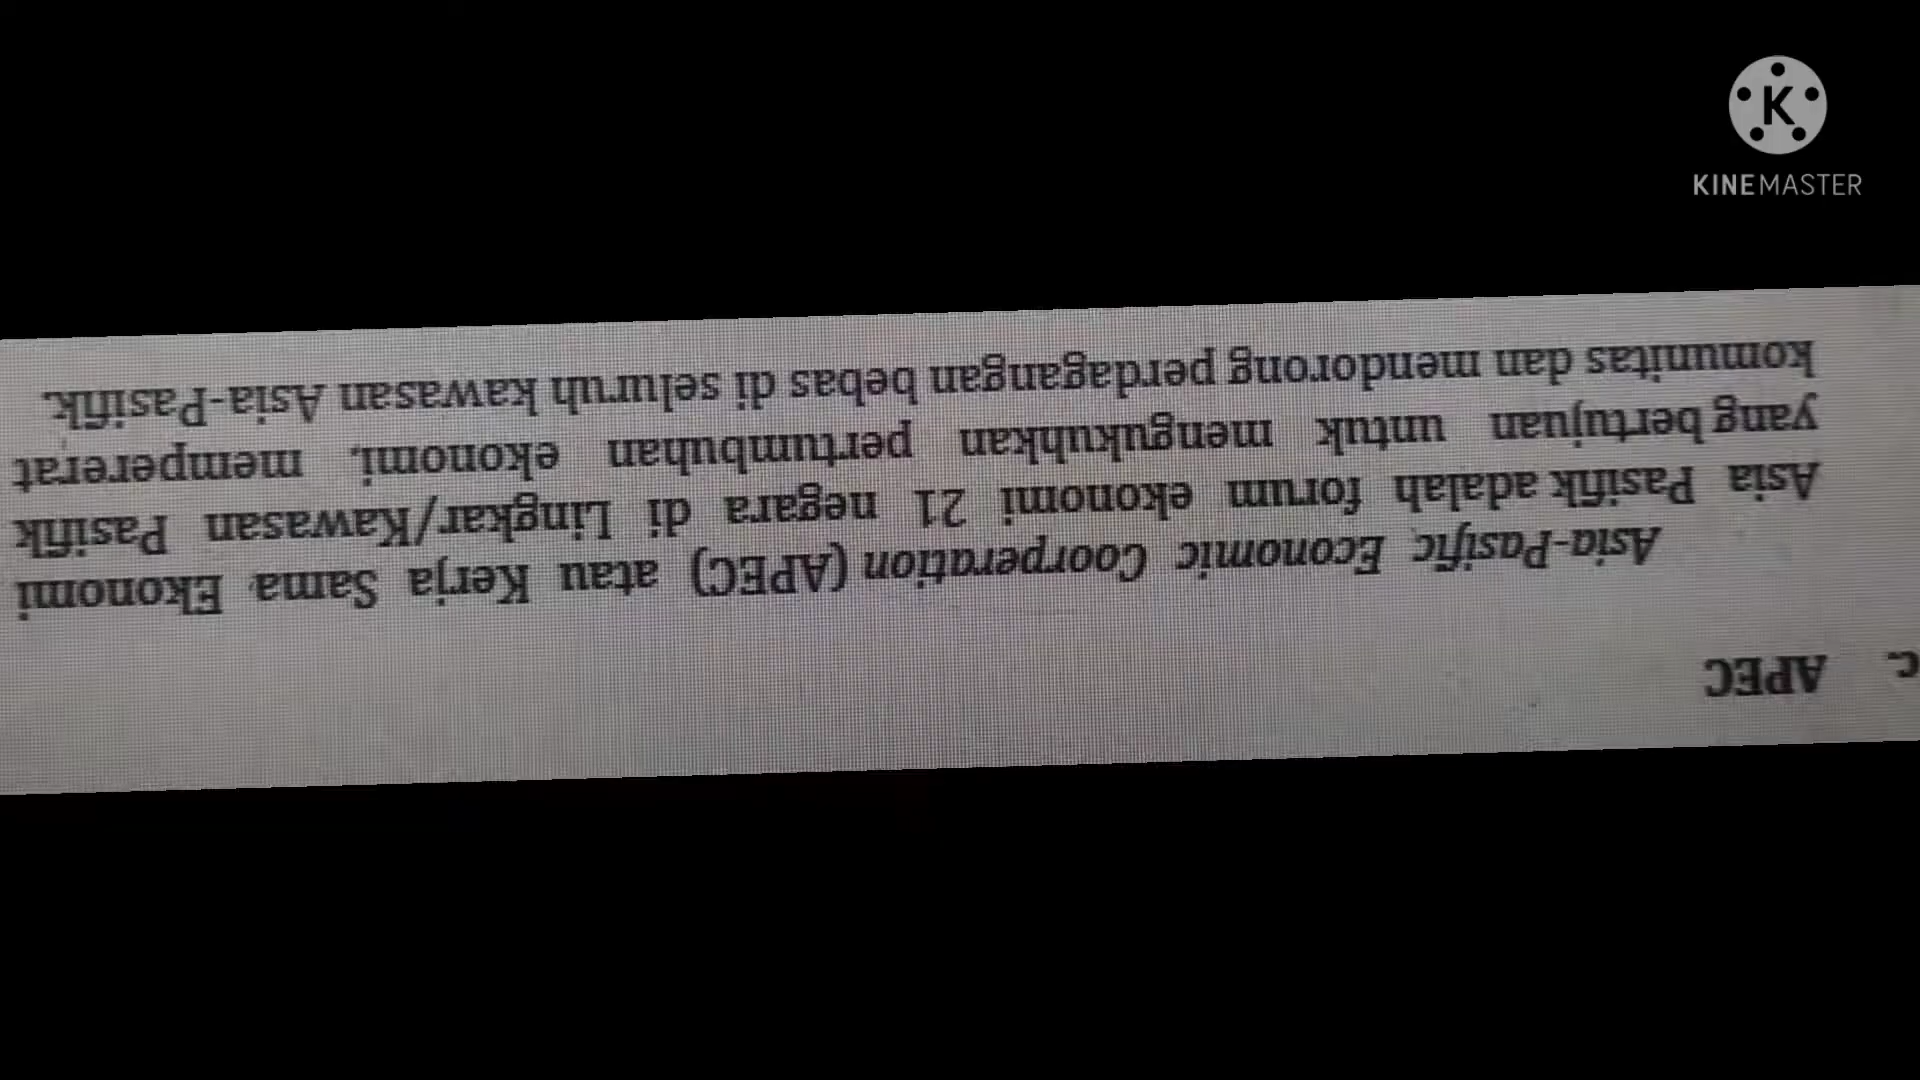 KINEMASTER
c. APEC
Asia-Pasific Economic Coorperation (APEC) atau Kerja Sama Ekonomi
Asia Pasifik adalah forum ekonomi 21 negara di Lingkar/Kawasan Pasifik
yang bertujuan untuk mengukuhkan pertumbuhan ekonomi, mempererat
komunitas dan mendorong perdagangan bebas di seluruh kawasan Asia-Pasifik.